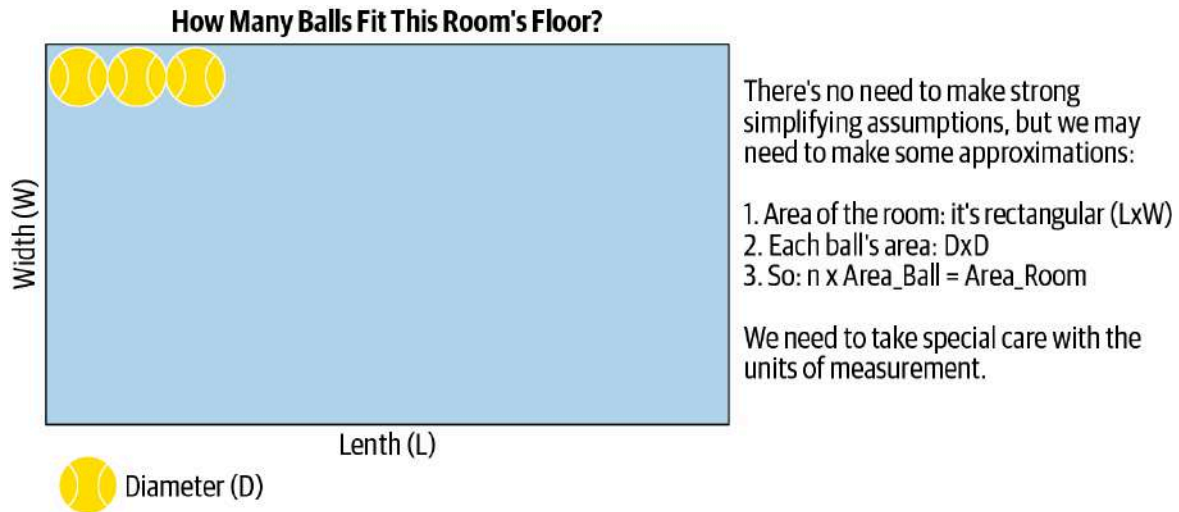 How Many Balls Fit This Room's Floor?
There's no need to make strong
simplifying assumptions, but we may
need to make some approximations:
1. Area of the room: it's rectangular (LxW)
2. Each ball's area: DxD
3. So: n x Area_Ball = Area_Room
We need to take special care with the
units of measurement.
Width (W)
Lenth (L)
Diameter (D)